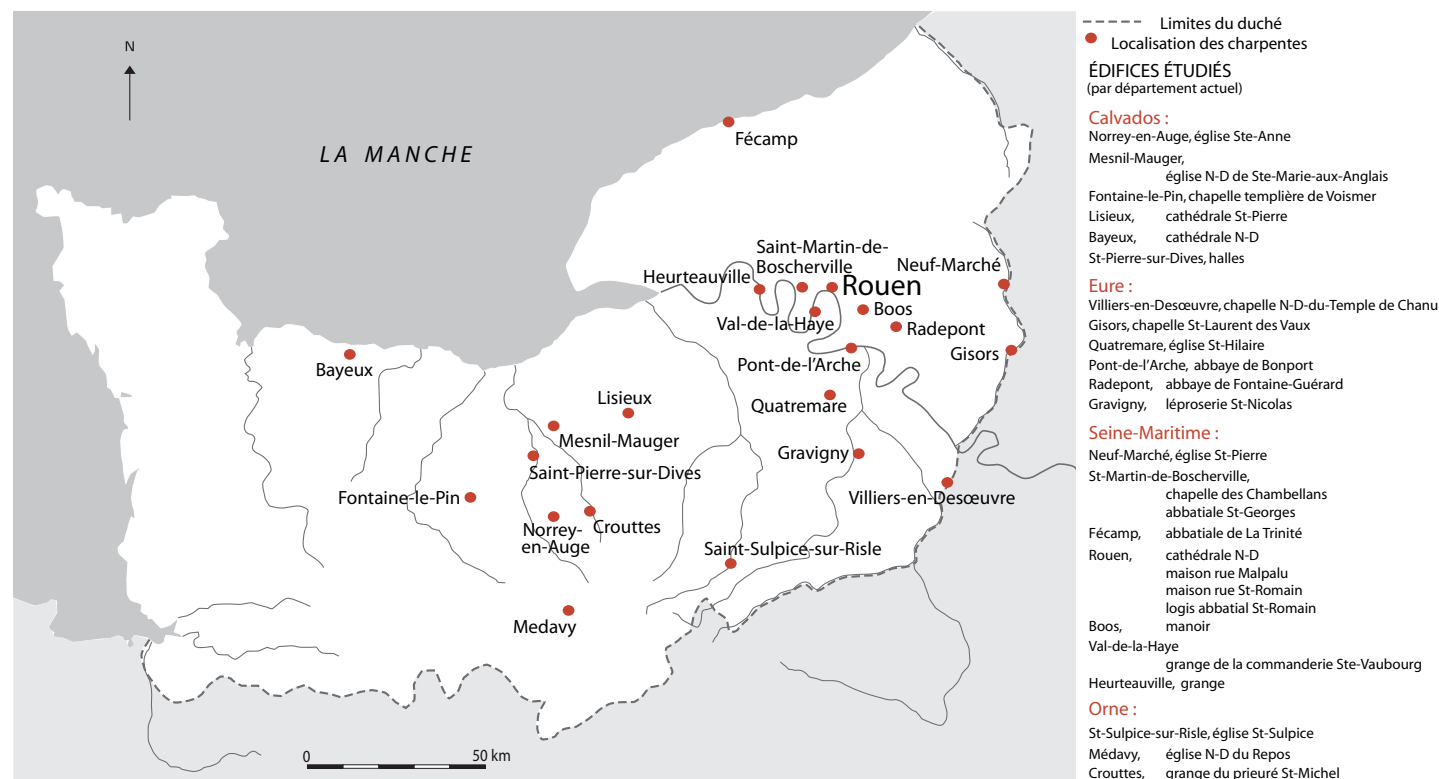 N
LA MANCHE
Fécamp
Saint-Martin-de-
Boscherville
Neuf-Marché
Heurteauville
Rouen
Boos
Val-de-la-Haye
Radepont
Bayeux
Pont-de-l'Arche
Gisors
Lisieux
Quatremare
Mesnil-Mauger
Gravigny
Saint-Pierre-sur-Dives
Fontaine-le-Pin
Villiers-en-Desœuvre
Norrey-
en-Auge
Crouttes
Saint-Sulpice-sur-Risle
Medavy
0 50 km
Limites du duché
Localisation des charpentes
ÉDIFICES ÉTUDIÉS
(par département actuel)
Calvados :
Norrey-en-Auge, église Ste-Anne
Mesnil-Mauger,
église N-D de Ste-Marie-aux-Anglais
Fontaine-le-Pin, chapelle templière de Voismer
Lisieux, cathédrale St-Pierre
Bayeux, cathédrale N-D
St-Pierre-sur-Dives, halles
Eure :
Villiers-en-Desœuvre, chapelle N-D-du-Temple de Chanu
Gisors, chapelle St-Laurent des Vaux
Quatremare, église St-Hilaire
Pont-de-l'Arche, abbaye de Bonport
Radepont, abbaye de Fontaine-Guérard
Gravigny, léproserie St-Nicolas
Seine-Maritime :
Neuf-Marché, église St-Pierre
St-Martin-de-Boscherville,
chapelle des Chambellans
abbatiale St-Georges
Fécamp, abbatiale de La Trinité
Rouen, cathédrale N-D
maison rue Malpalu
maison rue St-Romain
logis abbatial St-Romain
Boos, manoir
Val-de-la-Haye
grange de la commanderie Ste-Vaubourg
Heurteauville, grange
Orne :
St-Sulpice-sur-Risle, église St-Sulpice
Médavy, église N-D du Repos
Crouttes, grange du prieuré St-Michel